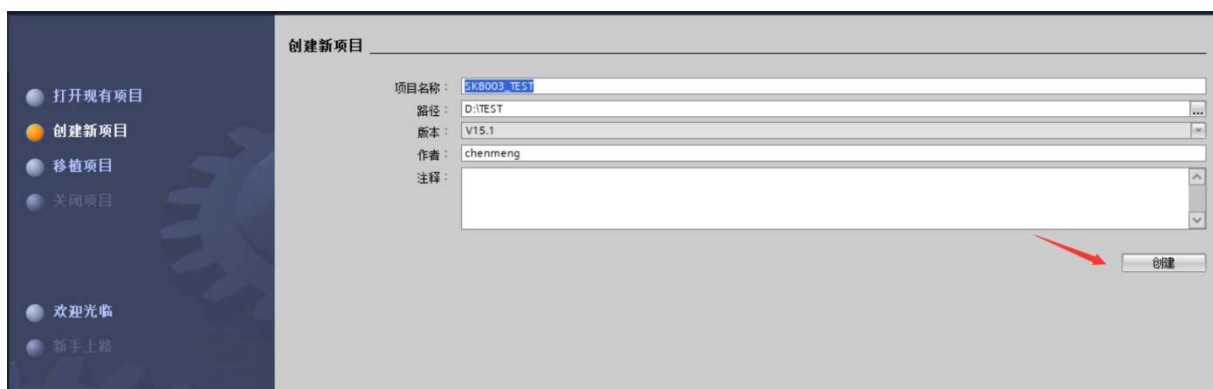 创建新项目
打开现有项目
创建新项目
移植项目
关闭项目
欢迎光临
新手上路
项目名称： SK8003_TEST
路径： D:\TEST ...
版本： V15.1
作者： chenmeng
注释：
创建